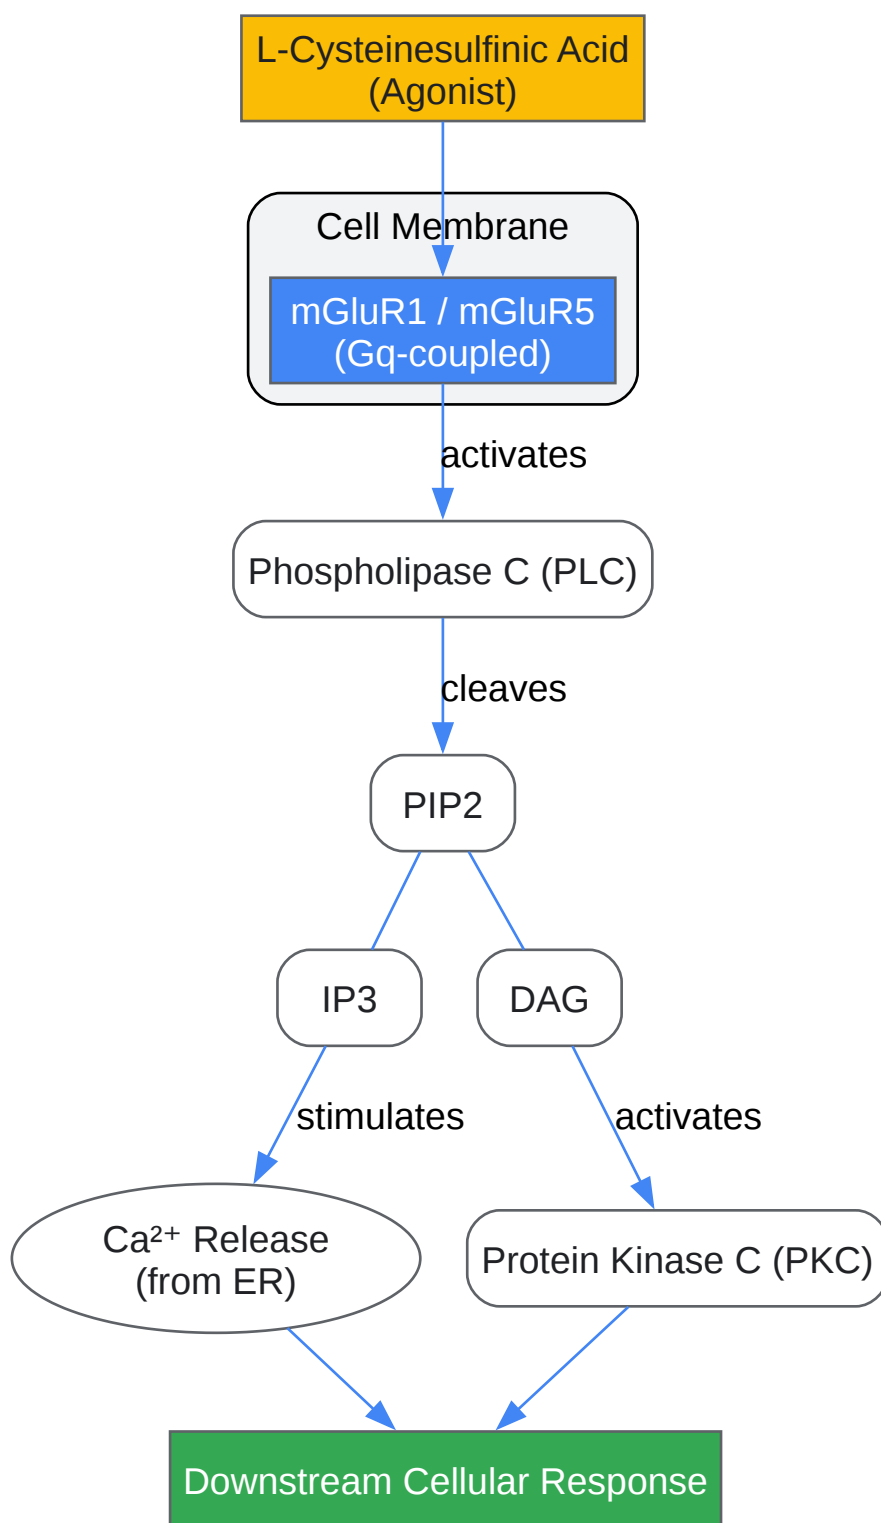 L-Cysteinesulfinic Acid
(Agonist)
Cell Membrane
mGluR1 / mGluR5
(Gq-coupled)
activates
Phospholipase C (PLC)
cleaves
PIP2
IP3
DAG
stimulates
activates
Ca²⁺ Release
(from ER)
Protein Kinase C (PKC)
Downstream Cellular Response